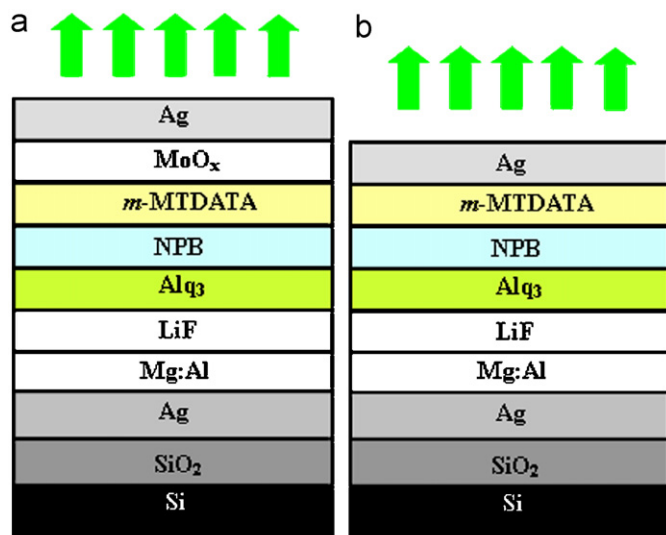 a
Ag
MoOₓ
m-MTDATA
NPB
Alq₃
LiF
Mg:Al
Ag
SiO₂
Si
b
Ag
m-MTDATA
NPB
Alq₃
LiF
Mg:Al
Ag
SiO₂
Si